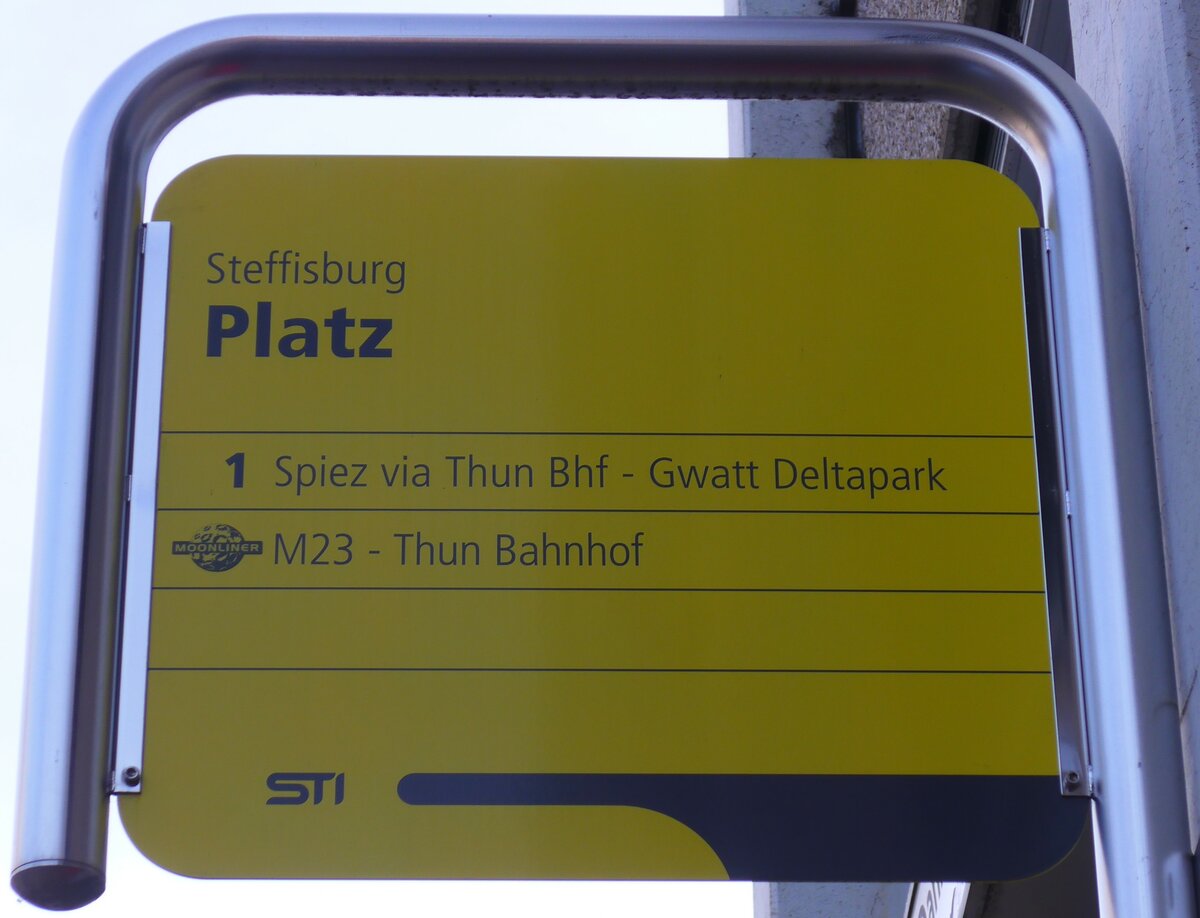 Steffisburg
Platz
1 Spiez via Thun Bhf - Gwatt Deltapark
MOONLINER M23 - Thun Bahnhof
STI